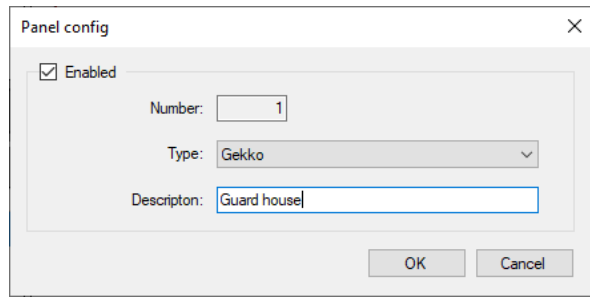 Panel config
Enabled
Number: 1
Type: Gekko
Descripton: Guard house
OK Cancel